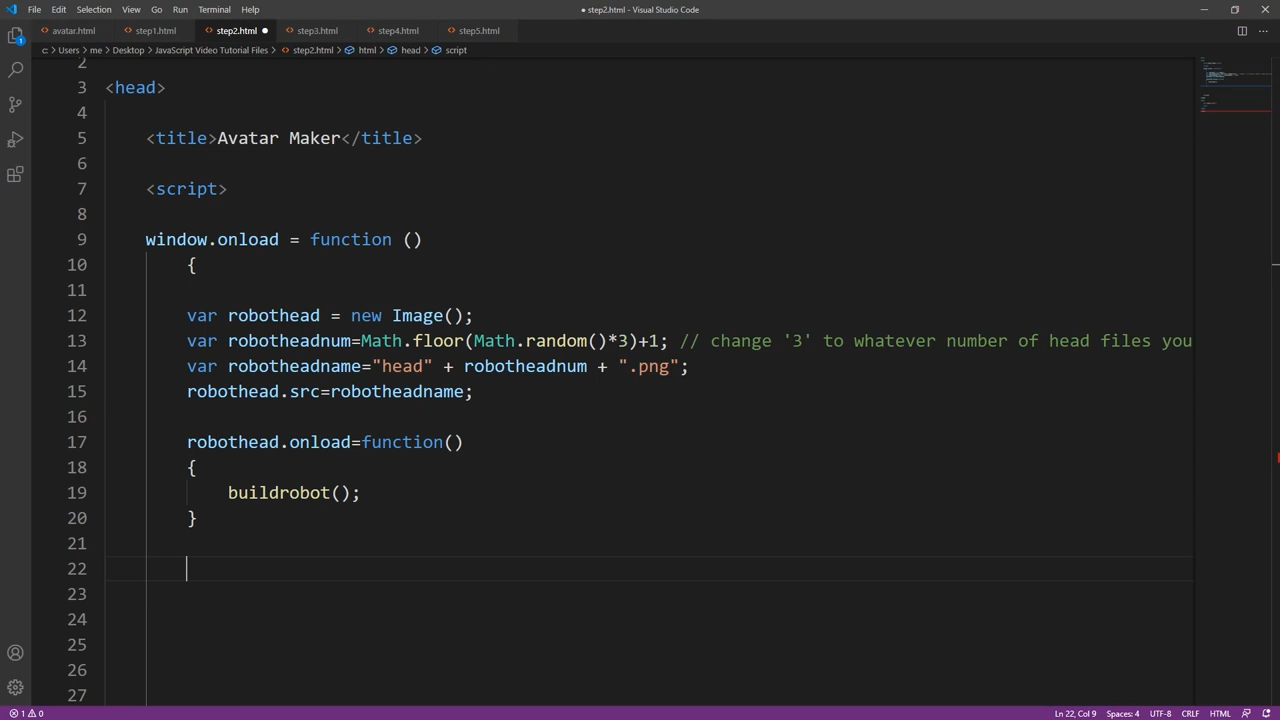 File Edit Selection View Go Run Terminal Help
● step2.html - Visual Studio Code
avatar.html step1.html step2.html ● step3.html step4.html step5.html
c: > Users > me > Desktop > JavaScript Video Tutorial Files > step2.html > html > head > script
2
3 <head>
4
5 <title>Avatar Maker</title>
6
7 <script>
8
9 window.onload = function ()
10 {
11
12 var robothead = new Image();
13 var robotheadnum=Math.floor(Math.random()*3)+1; // change '3' to whatever number of head files you
14 var robotheadname="head" + robotheadnum + ".png";
15 robothead.src=robotheadname;
16
17 robothead.onload=function()
18 {
19 buildrobot();
20 }
21
22
23
24
25
26
27
1 0
Ln 22, Col 9 Spaces: 4 UTF-8 CRLF HTML